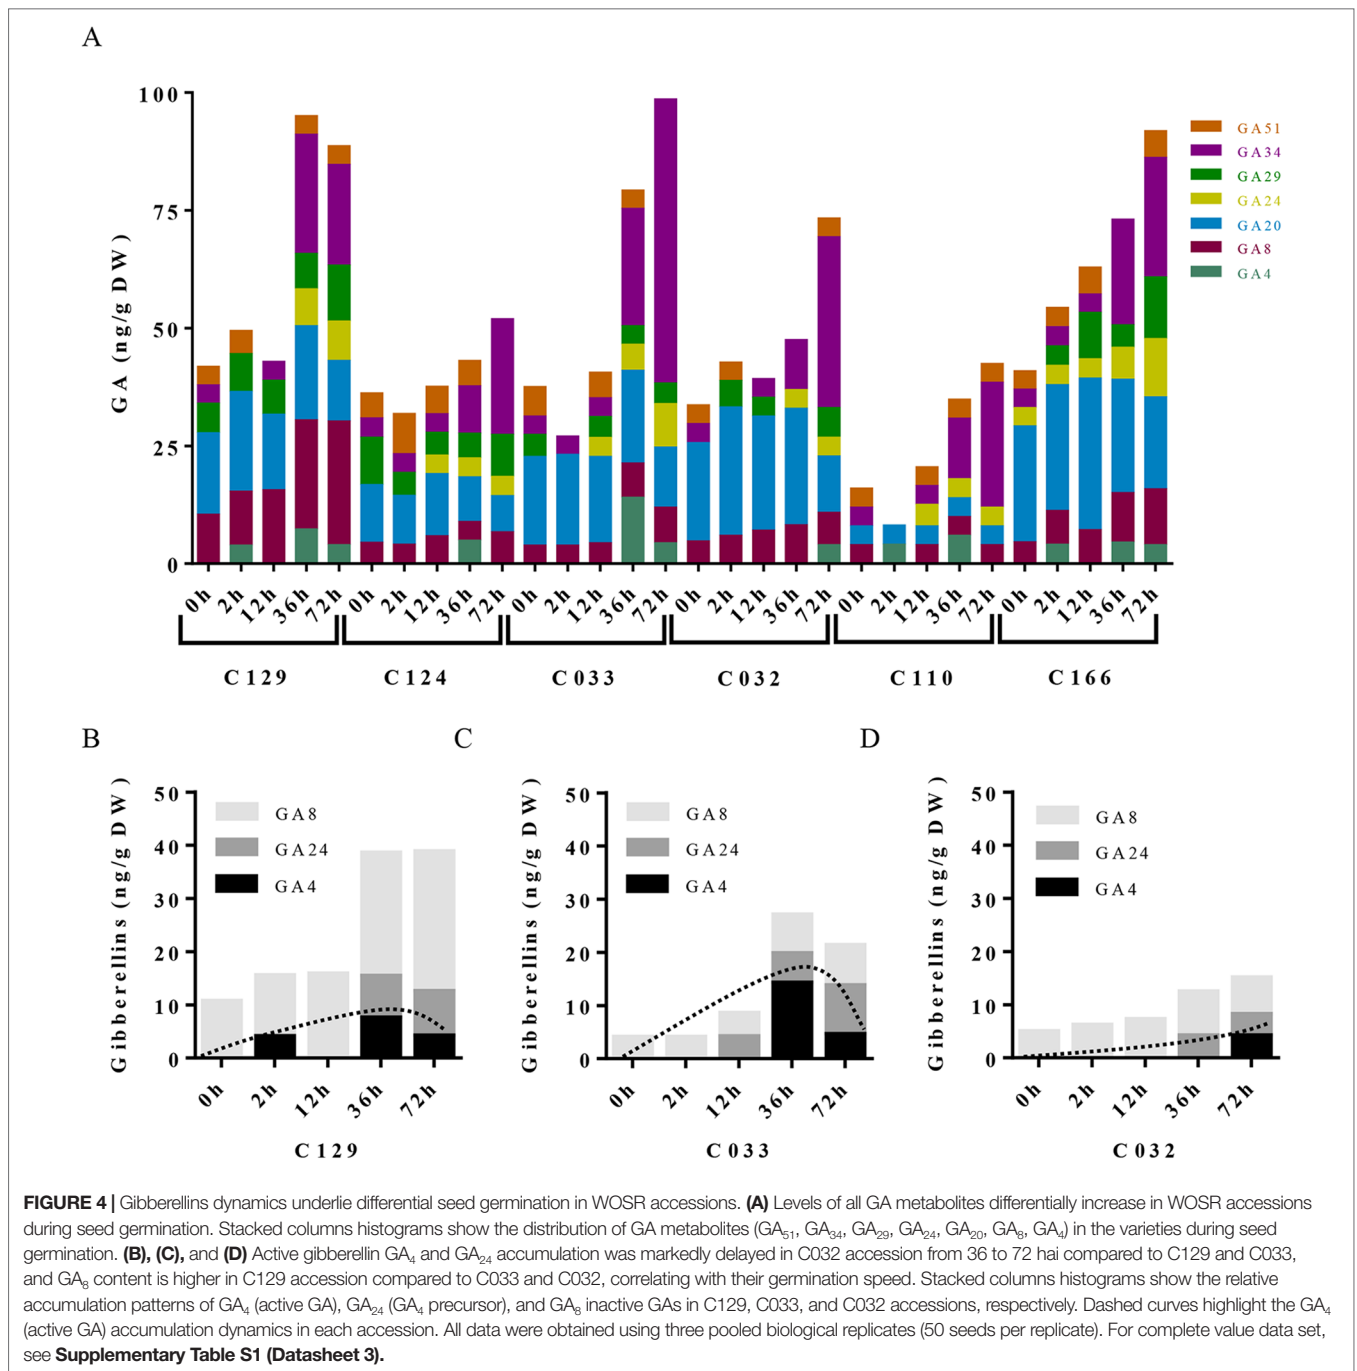 A
GA (ng/g DW)
100
75
50
25
0
GA51
GA34
GA29
GA24
GA20
GA8
GA4
0h 2h 12h 36h 72h 0h 2h 12h 36h 72h 0h 2h 12h 36h 72h 0h 2h 12h 36h 72h 0h 2h 12h 36h 72h 0h 2h 12h 36h 72h
C129 C124 C033 C032 C110 C166
B
Gibberellins (ng/g DW)
50
40
30
20
10
0
GA8
GA24
GA4
0h 2h 12h 36h 72h
C129
C
Gibberellins (ng/g DW)
50
40
30
20
10
0
GA8
GA24
GA4
0h 2h 12h 36h 72h
C033
D
Gibberellins (ng/g DW)
50
40
30
20
10
0
GA8
GA24
GA4
0h 2h 12h 36h 72h
C032
FIGURE 4 | Gibberellins dynamics underlie differential seed germination in WOSR accessions. (A) Levels of all GA metabolites differentially increase in WOSR accessions
during seed germination. Stacked columns histograms show the distribution of GA metabolites (GA₅₁, GA₃₄, GA₂₉, GA₂₄, GA₂₀, GA₈, GA₄) in the varieties during seed
germination. (B), (C), and (D) Active gibberellin GA₄ and GA₂₄ accumulation was markedly delayed in C032 accession from 36 to 72 hai compared to C129 and C033,
and GA₈ content is higher in C129 accession compared to C033 and C032, correlating with their germination speed. Stacked columns histograms show the relative
accumulation patterns of GA₄ (active GA), GA₂₄ (GA₄ precursor), and GA₈ inactive GAs in C129, C033, and C032 accessions, respectively. Dashed curves highlight the GA₄
(active GA) accumulation dynamics in each accession. All data were obtained using three pooled biological replicates (50 seeds per replicate). For complete value data set,
see Supplementary Table S1 (Datasheet 3).